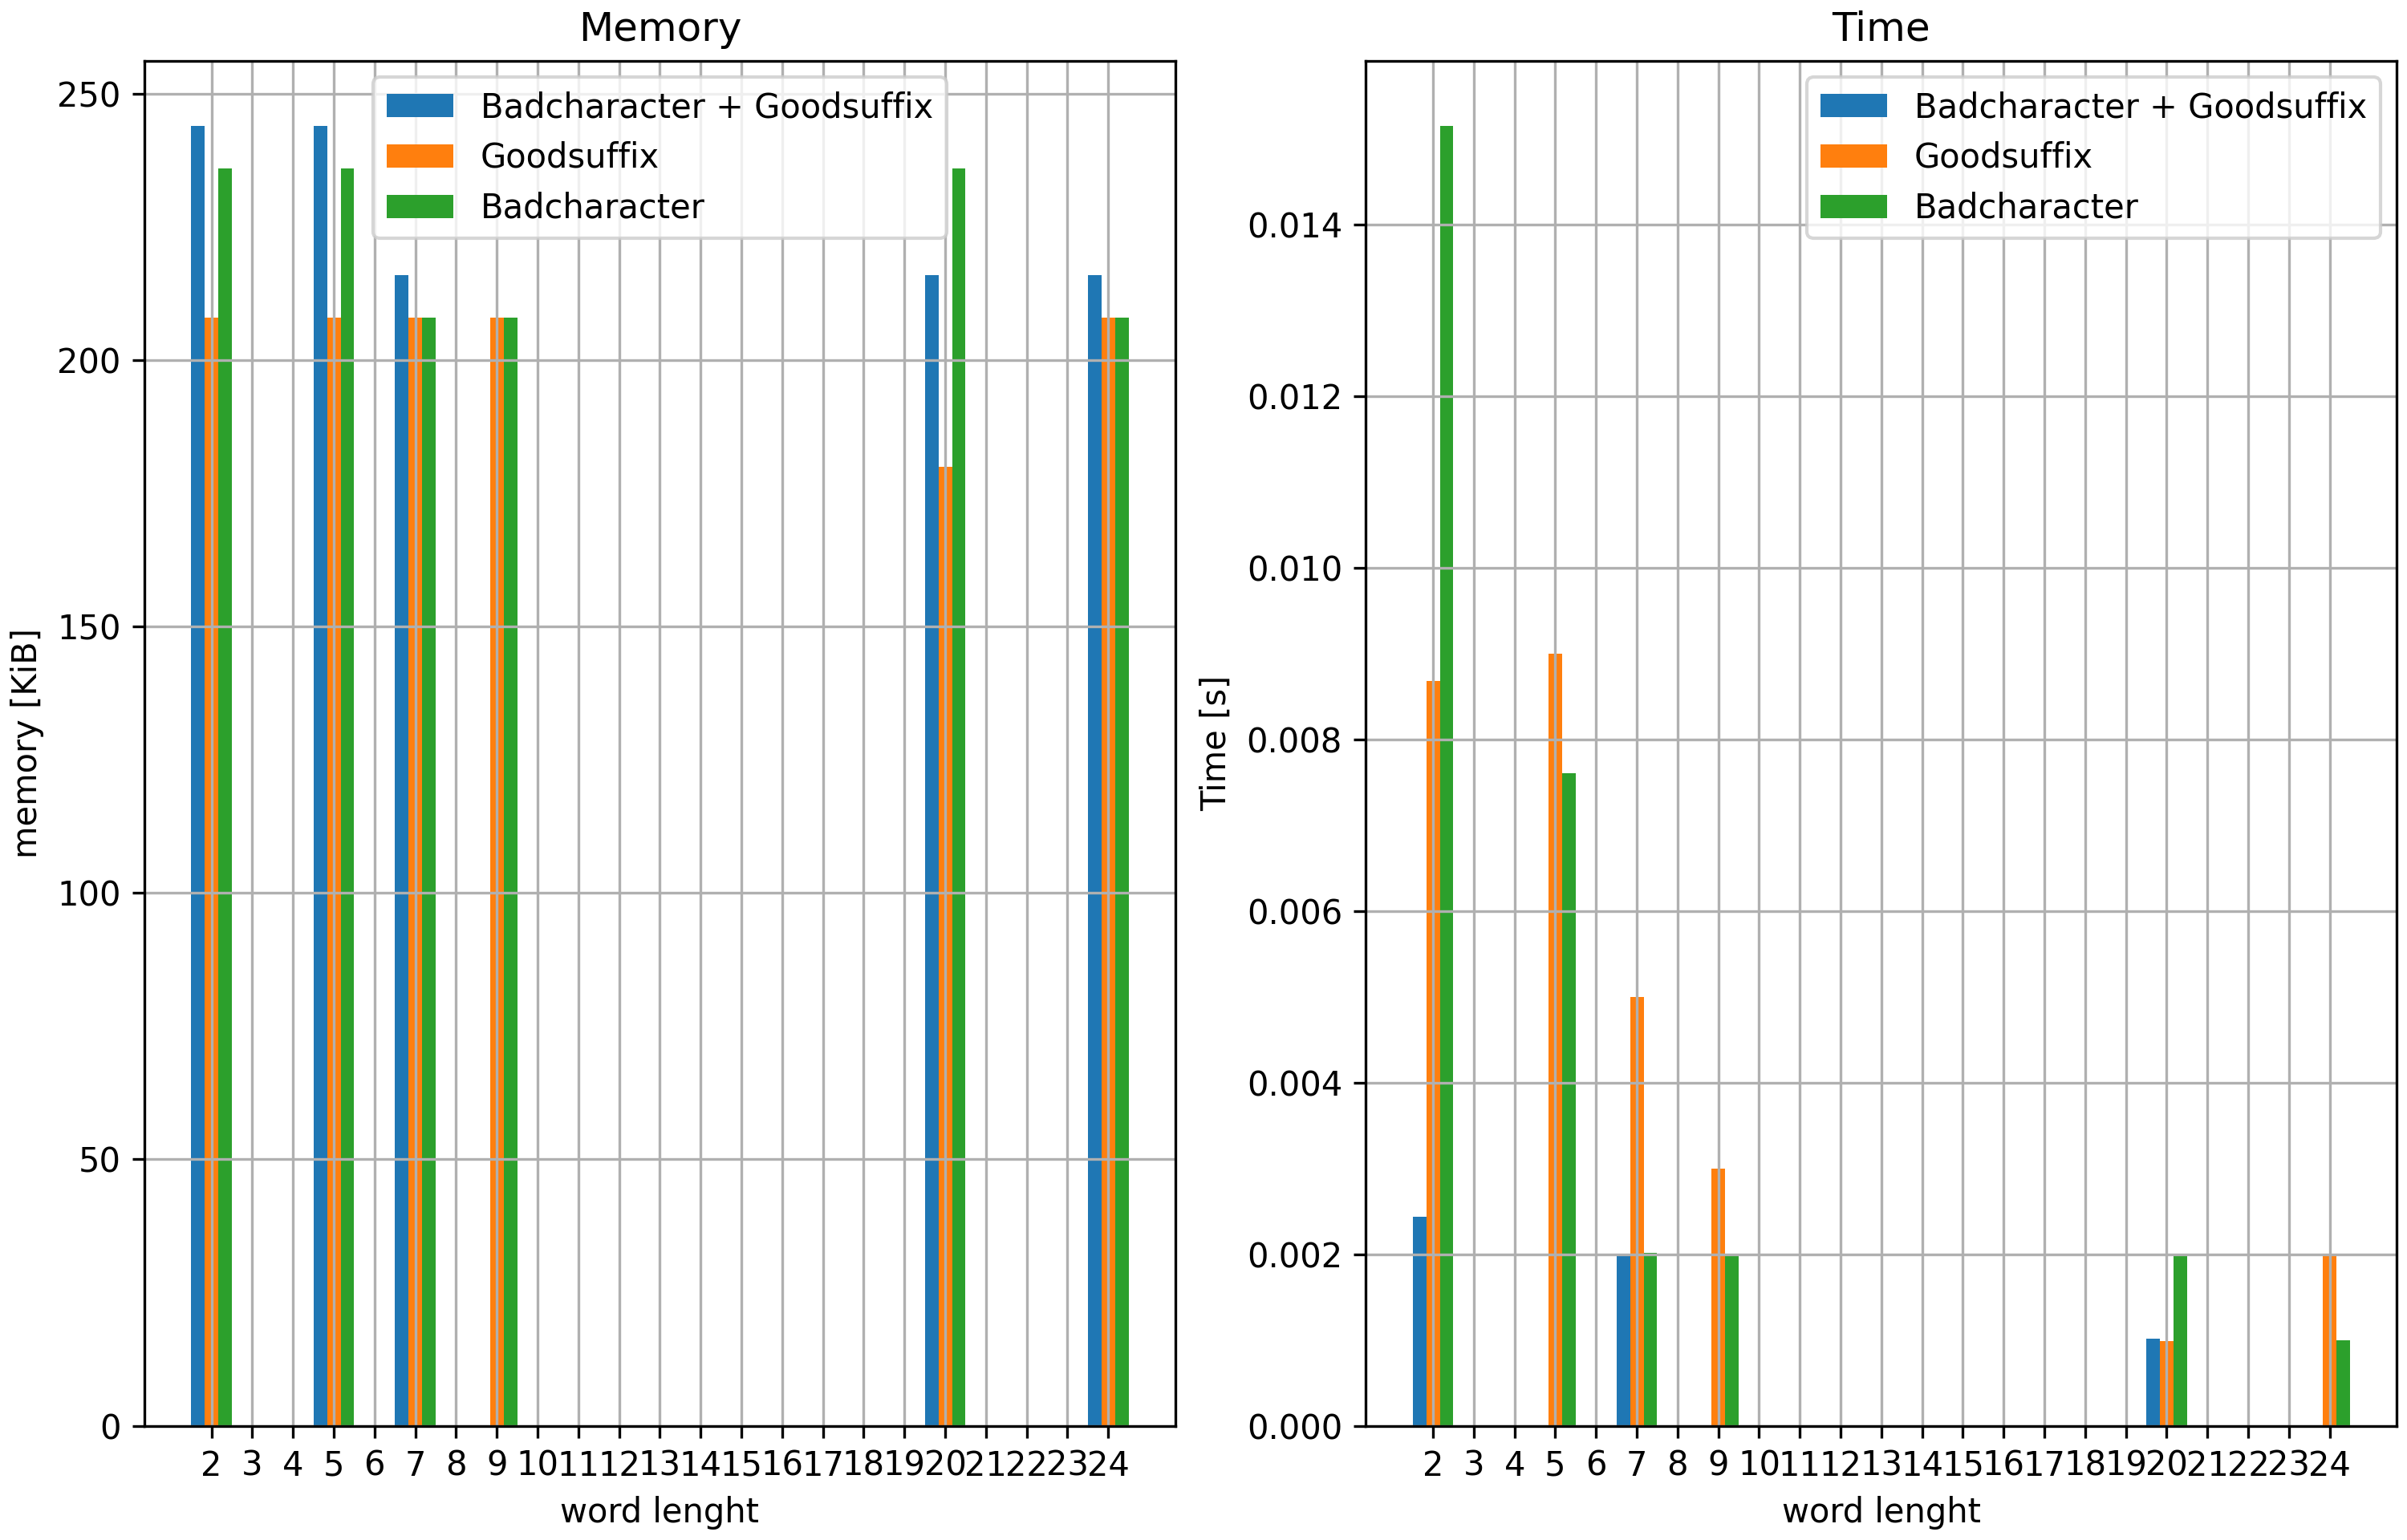 Memory
250
200
150
100
50
0
memory [KiB]
Badcharacter + Goodsuffix
Goodsuffix
Badcharacter
2 3 4 5 6 7 8 9 10 11 12 13 14 15 16 17 18 19 20 21 22 23 24
word lenght
Time
0.014
0.012
0.010
0.008
0.006
0.004
0.002
0.000
Time [s]
Badcharacter + Goodsuffix
Goodsuffix
Badcharacter
2 3 4 5 6 7 8 9 10 11 12 13 14 15 16 17 18 19 20 21 22 23 24
word lenght